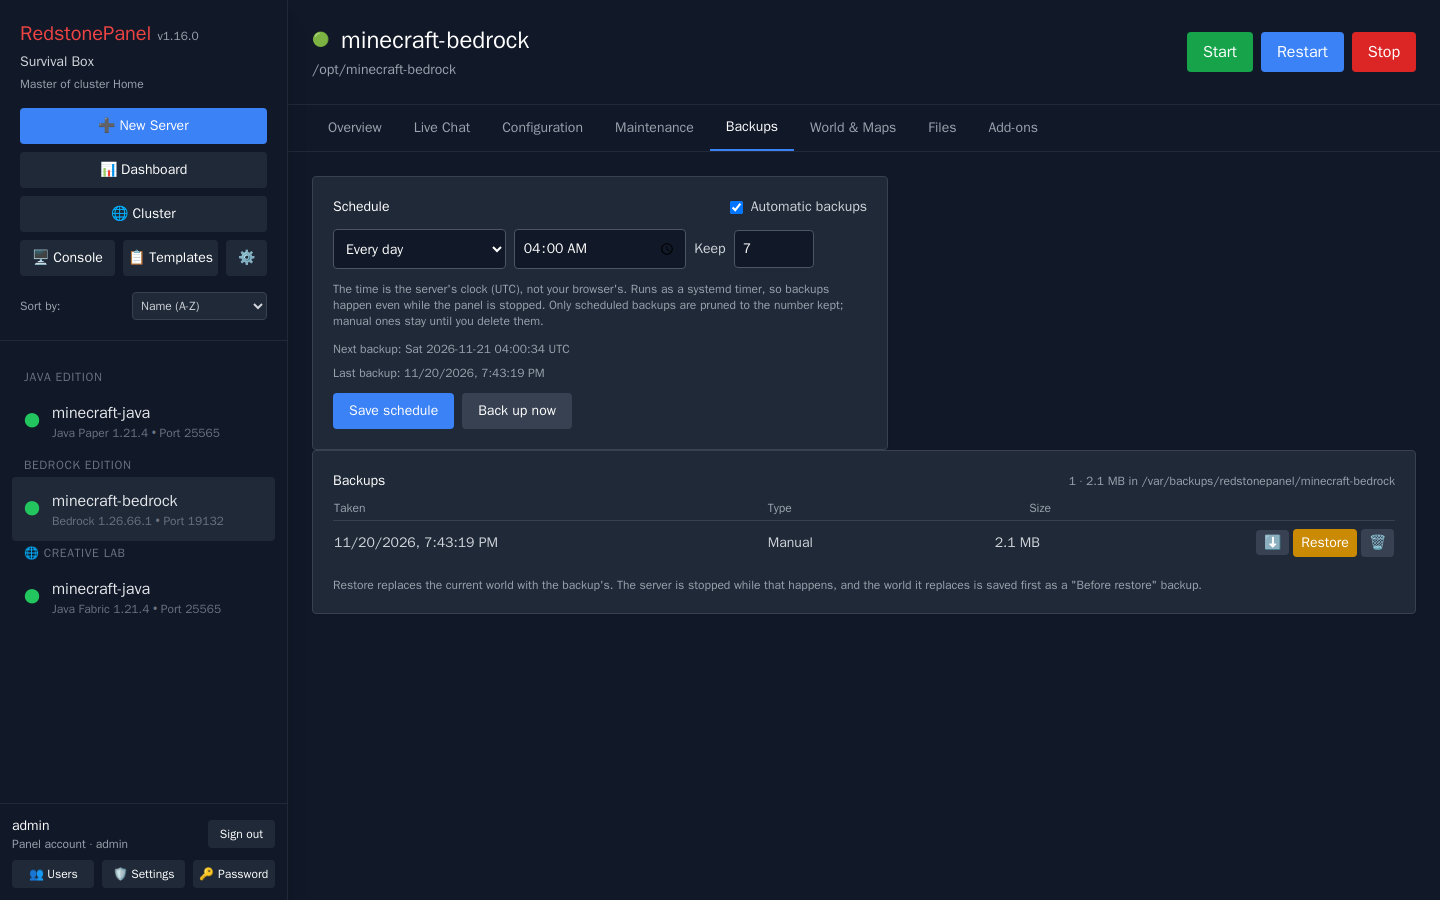 RedstonePanel v1.16.0
Survival Box
Master of cluster Home
➕ New Server
📊 Dashboard
🌐 Cluster
🖥️ Console
📋 Templates
⚙️
Sort by:
Name (A-Z)
JAVA EDITION
minecraft-java
Java Paper 1.21.4 • Port 25565
BEDROCK EDITION
minecraft-bedrock
Bedrock 1.26.66.1 • Port 19132
🌐 CREATIVE LAB
minecraft-java
Java Fabric 1.21.4 • Port 25565
admin
Panel account · admin
Sign out
👥 Users
🛡️ Settings
🔑 Password
minecraft-bedrock
/opt/minecraft-bedrock
Start
Restart
Stop
Overview
Live Chat
Configuration
Maintenance
Backups
World & Maps
Files
Add-ons
Schedule
Automatic backups
Every day
04:00 AM
Keep
7
The time is the server's clock (UTC), not your browser's. Runs as a systemd timer, so backups
happen even while the panel is stopped. Only scheduled backups are pruned to the number kept;
manual ones stay until you delete them.
Next backup: Sat 2026-11-21 04:00:34 UTC
Last backup: 11/20/2026, 7:43:19 PM
Save schedule
Back up now
Backups
1 · 2.1 MB in /var/backups/redstonepanel/minecraft-bedrock
Taken
Type
Size
11/20/2026, 7:43:19 PM
Manual
2.1 MB
⬇️
Restore
🗑️
Restore replaces the current world with the backup's. The server is stopped while that happens, and the world it replaces is saved first as a "Before restore" backup.